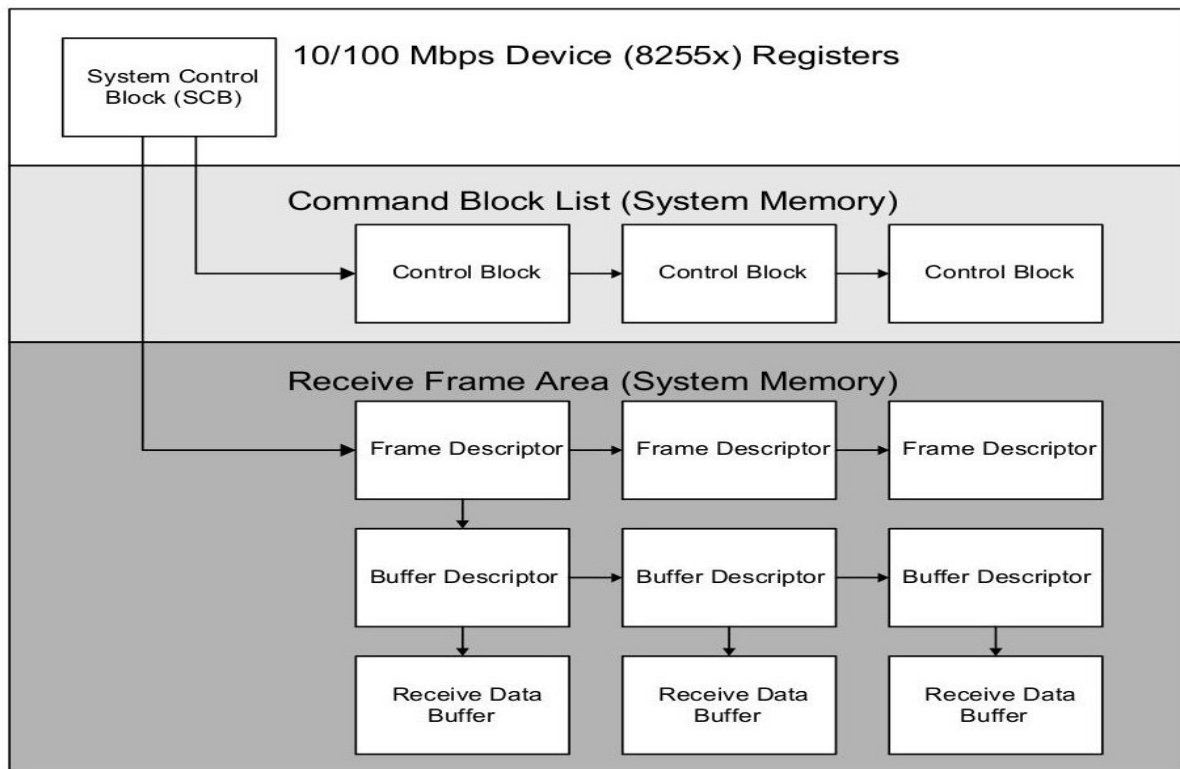 10/100 Mbps Device (8255x) Registers
System Control
Block (SCB)
Command Block List (System Memory)
Control Block
Control Block
Control Block
Receive Frame Area (System Memory)
Frame Descriptor
Frame Descriptor
Frame Descriptor
Buffer Descriptor
Buffer Descriptor
Buffer Descriptor
Receive Data
Buffer
Receive Data
Buffer
Receive Data
Buffer